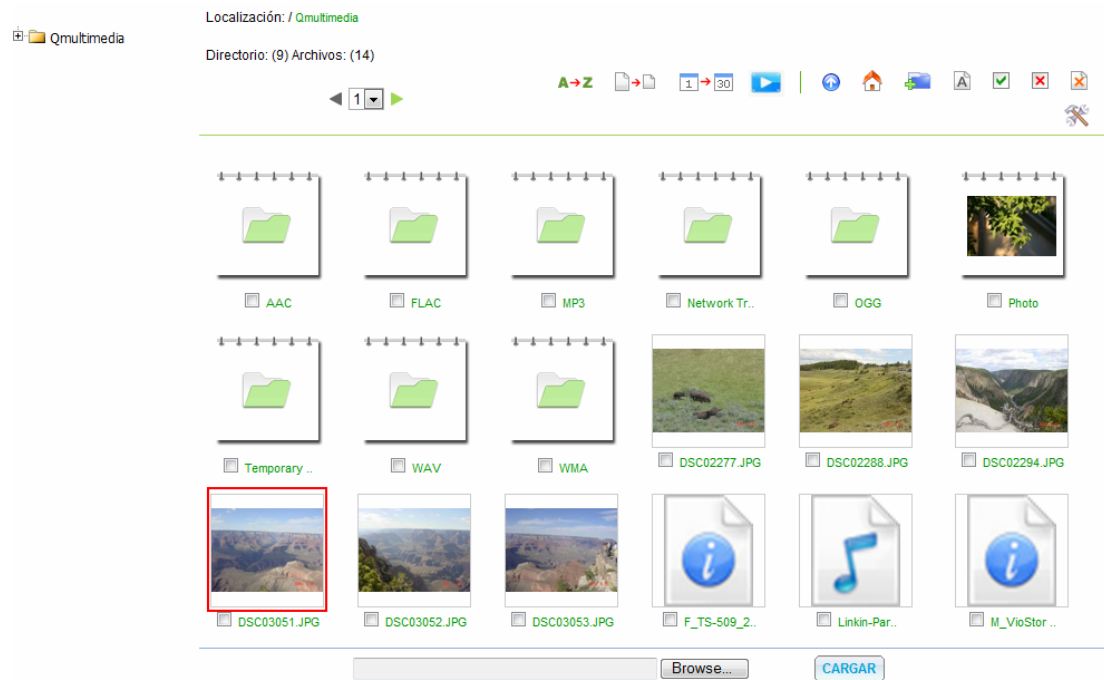 Localización: / Qmultimedia
Qmultimedia
Directorio: (9) Archivos: (14)
1
A→Z
1 → 30
A
AAC
FLAC
MP3
Network Tr..
OGG
Photo
Temporary ..
WAV
WMA
DSC02277.JPG
DSC02288.JPG
DSC02294.JPG
DSC03051.JPG
DSC03052.JPG
DSC03053.JPG
F_TS-509_2..
Linkin-Par..
M_VioStor ..
Browse...
CARGAR